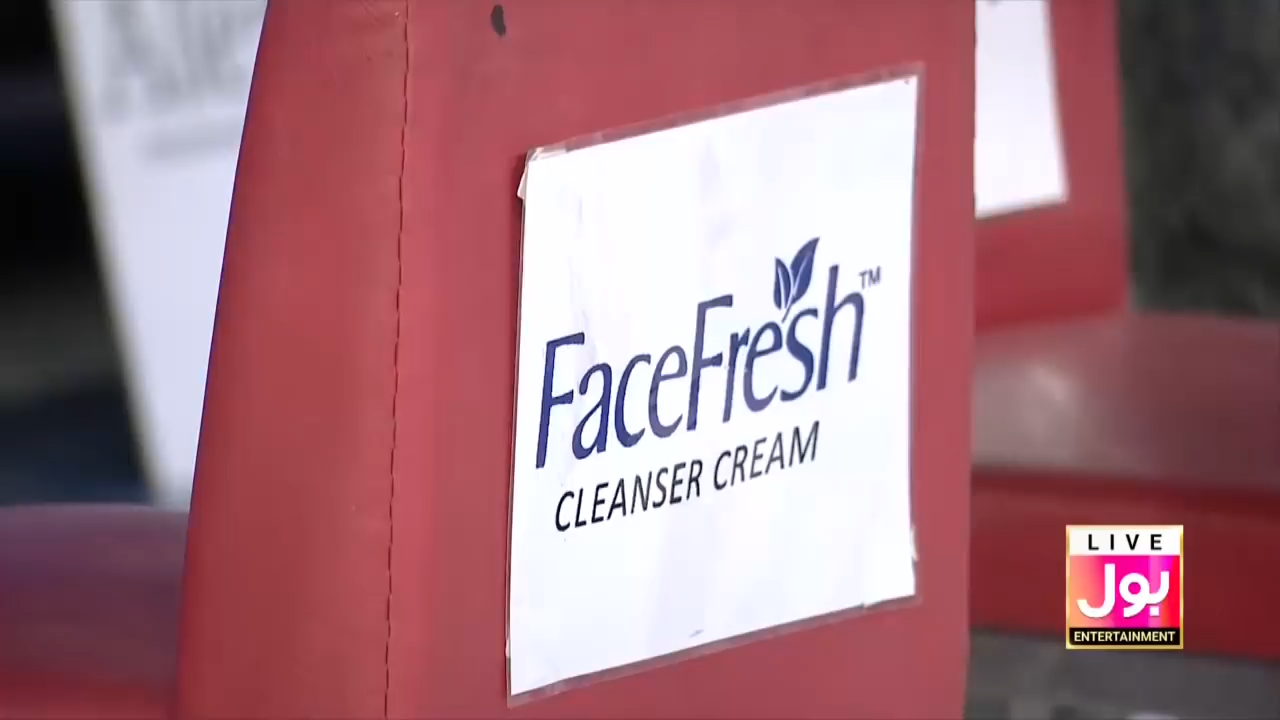 FaceFresh™
CLEANSER CREAM
LIVE
بول
ENTERTAINMENT